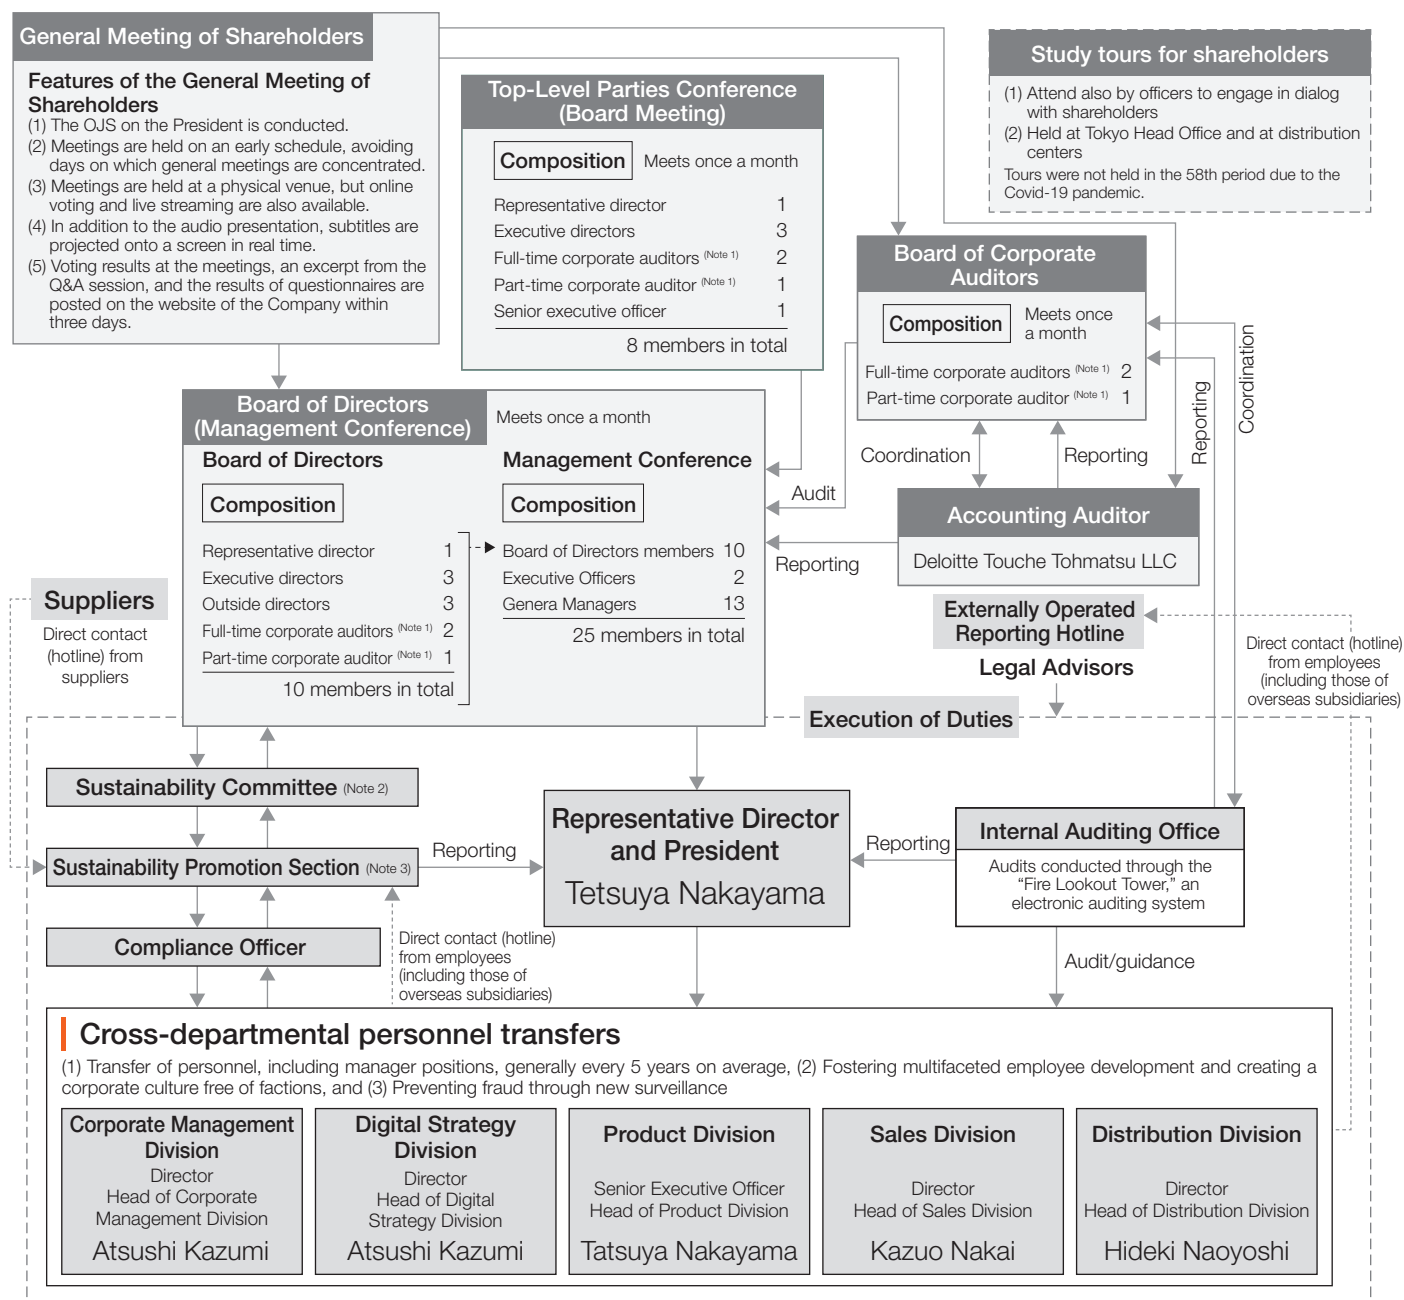 General Meeting of Shareholders
Features of the General Meeting of
Shareholders
(1) The OJS on the President is conducted.
(2) Meetings are held on an early schedule, avoiding
days on which general meetings are concentrated.
(3) Meetings are held at a physical venue, but online
voting and live streaming are also available.
(4) In addition to the audio presentation, subtitles are
projected onto a screen in real time.
(5) Voting results at the meetings, an excerpt from the
Q&A session, and the results of questionnaires are
posted on the website of the Company within
three days.
Top-Level Parties Conference
(Board Meeting)
Composition Meets once a month
Representative director 1
Executive directors 3
Full-time corporate auditors (Note 1) 2
Part-time corporate auditor (Note 1) 1
Senior executive officer 1
8 members in total
Study tours for shareholders
(1) Attend also by officers to engage in dialog
with shareholders
(2) Held at Tokyo Head Office and at distribution
centers
Tours were not held in the 58th period due to the
Covid-19 pandemic.
Board of Corporate
Auditors
Composition
Meets once
a month
Full-time corporate auditors (Note 1) 2
Part-time corporate auditor (Note 1) 1
Coordination
Reporting
Reporting
Coordination
Audit
Reporting
Accounting Auditor
Deloitte Touche Tohmatsu LLC
Board of Directors
(Management Conference)
Meets once a month
Board of Directors
Composition
Representative director 1
Executive directors 3
Outside directors 3
Full-time corporate auditors (Note 1) 2
Part-time corporate auditor (Note 1) 1
10 members in total
Management Conference
Composition
Board of Directors members 10
Executive Officers 2
Genera Managers 13
25 members in total
Suppliers
Direct contact
(hotline) from
suppliers
Externally Operated
Reporting Hotline
Legal Advisors
Direct contact (hotline)
from employees
(including those of
overseas subsidiaries)
Execution of Duties
Sustainability Committee (Note 2)
Sustainability Promotion Section (Note 3)
Reporting
Compliance Officer
Direct contact (hotline)
from employees
(including those of
overseas subsidiaries)
Representative Director
and President
Tetsuya Nakayama
Reporting
Internal Auditing Office
Audits conducted through the
“Fire Lookout Tower,” an
electronic auditing system
Audit/guidance
Cross-departmental personnel transfers
(1) Transfer of personnel, including manager positions, generally every 5 years on average, (2) Fostering multifaceted employee development and creating a
corporate culture free of factions, and (3) Preventing fraud through new surveillance
Corporate Management
Division
Director
Head of Corporate
Management Division
Atsushi Kazumi
Digital Strategy
Division
Director
Head of Digital
Strategy Division
Atsushi Kazumi
Product Division
Senior Executive Officer
Head of Product Division
Tatsuya Nakayama
Sales Division
Director
Head of Sales Division
Kazuo Nakai
Distribution Division
Director
Head of Distribution Division
Hideki Naoyoshi